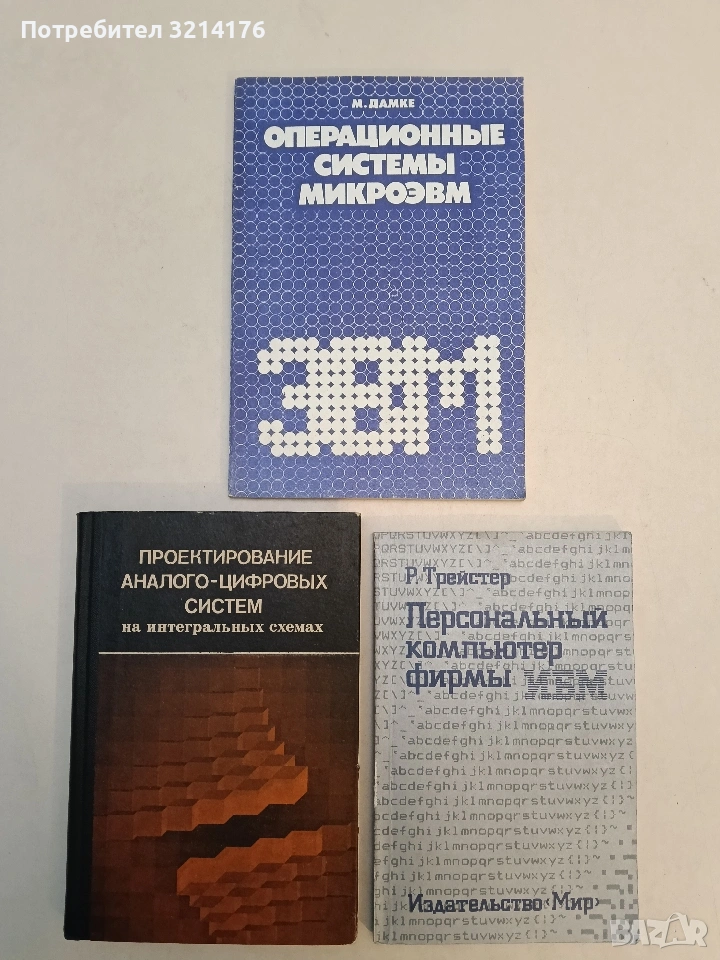 Потребител 3214176
М. ДАМКЕ
ОПЕРАЦИОННЫЕ
СИСТЕМЫ
МИКРОЭВМ
ЭВМ
ПРОЕКТИРОВАНИЕ
АНАЛОГО-ЦИФРОВЫХ
СИСТЕМ
на интегральных схемах
Р. Трейстер
Персональный
компьютер
фирмы ИБМ
Издательство «Мир»
BAZAR